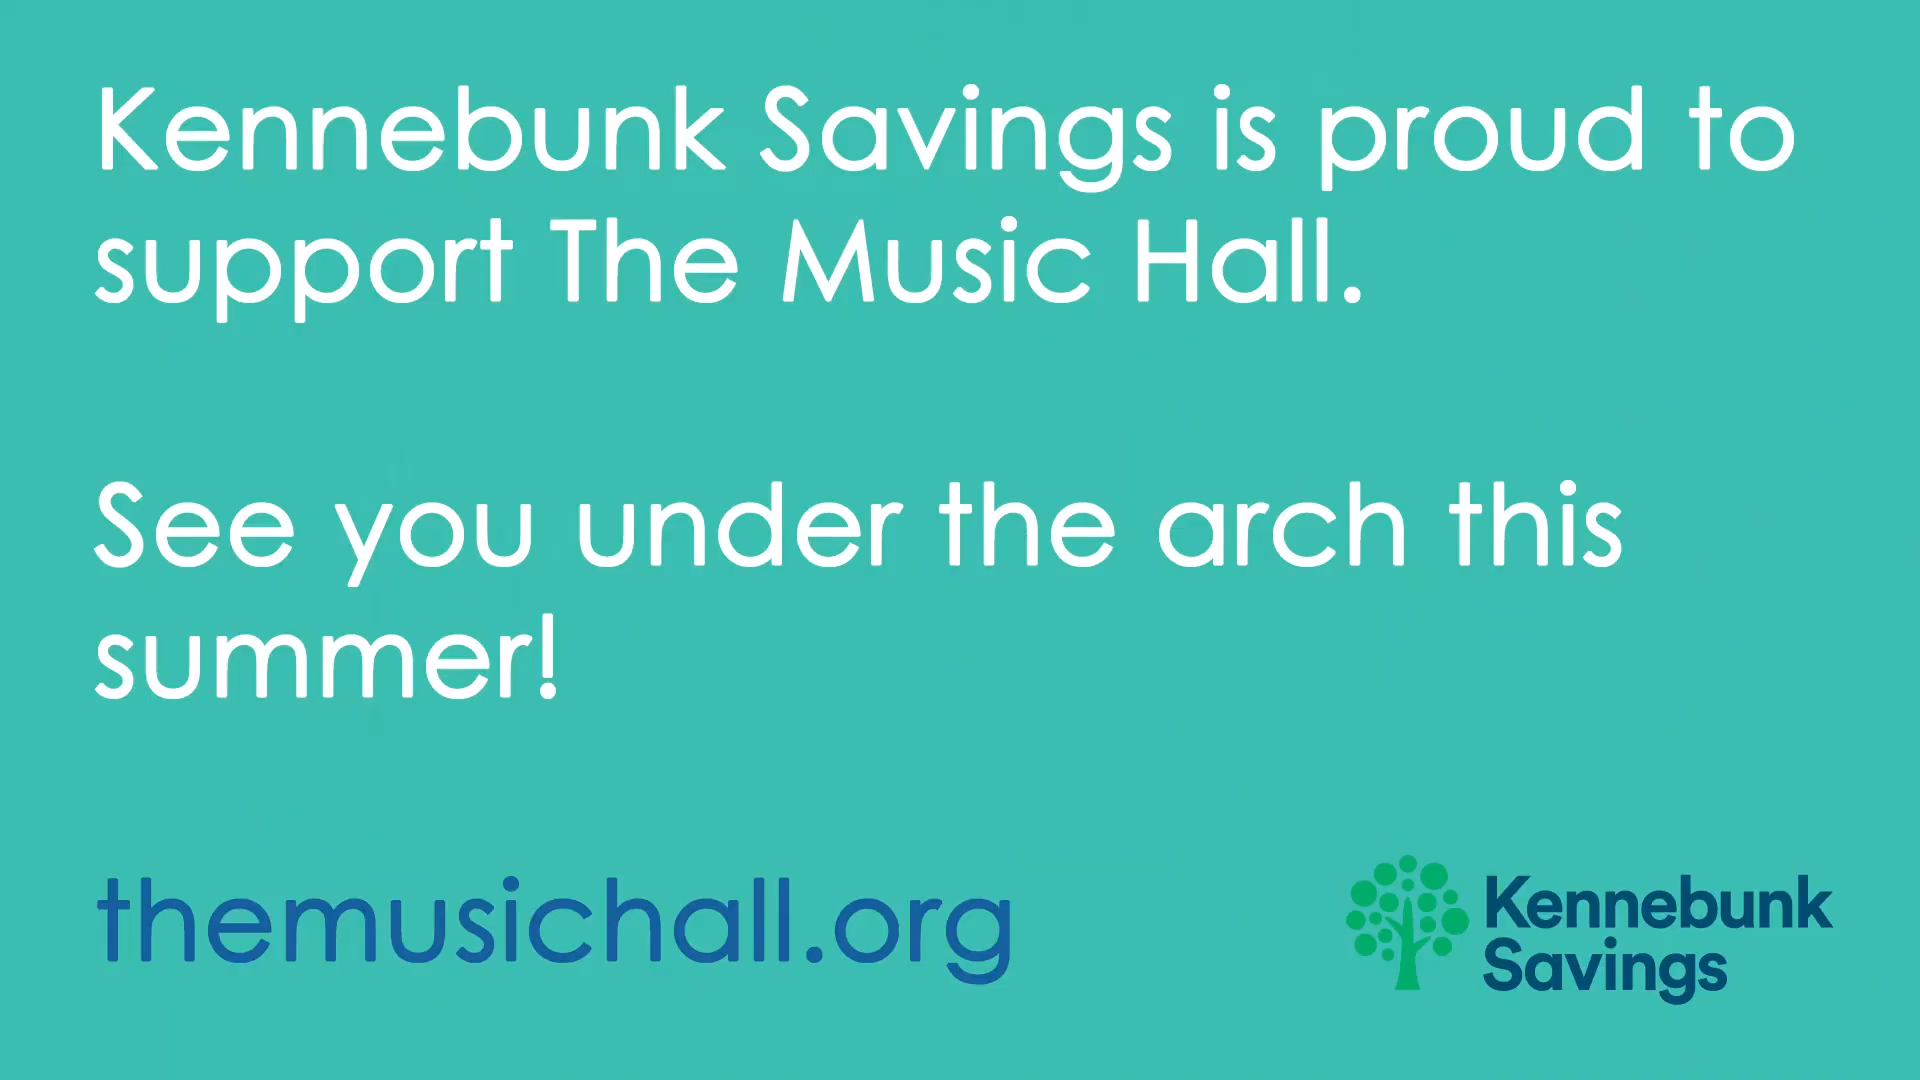 Kennebunk Savings is proud to
support The Music Hall.
See you under the arch this
summer!
themusichall.org
Kennebunk
Savings